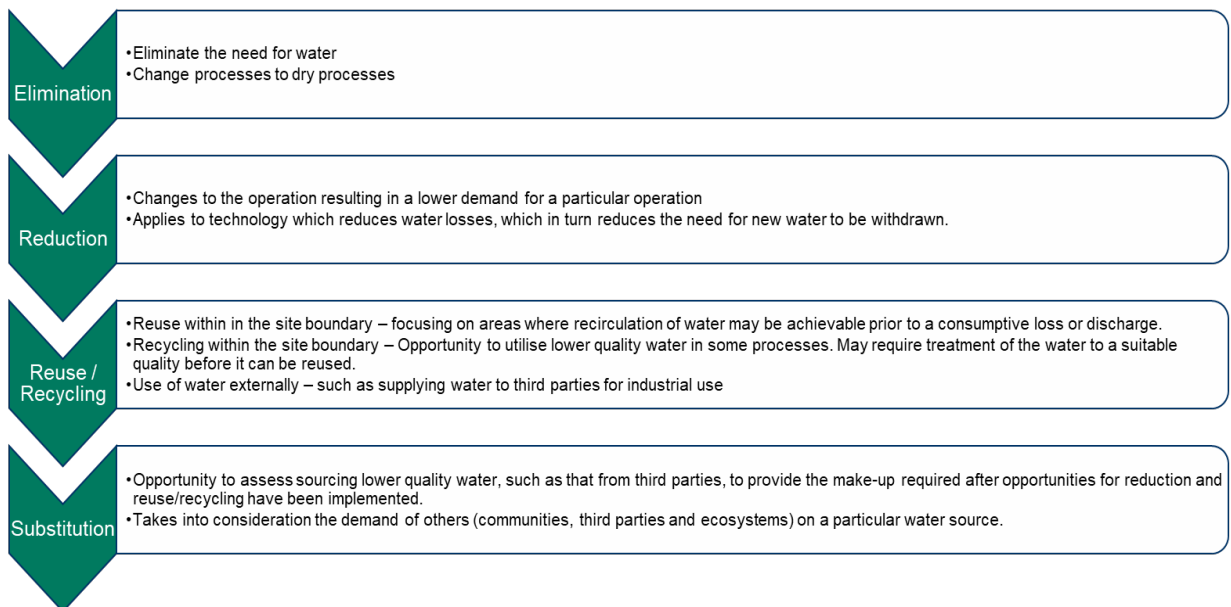 Elimination
•Eliminate the need for water
•Change processes to dry processes
Reduction
•Changes to the operation resulting in a lower demand for a particular operation
•Applies to technology which reduces water losses, which in turn reduces the need for new water to be withdrawn.
Reuse /
Recycling
•Reuse within in the site boundary – focusing on areas where recirculation of water may be achievable prior to a consumptive loss or discharge.
•Recycling within the site boundary – Opportunity to utilise lower quality water in some processes. May require treatment of the water to a suitable
quality before it can be reused.
•Use of water externally – such as supplying water to third parties for industrial use
Substitution
•Opportunity to assess sourcing lower quality water, such as that from third parties, to provide the make-up required after opportunities for reduction and
reuse/recycling have been implemented.
•Takes into consideration the demand of others (communities, third parties and ecosystems) on a particular water source.